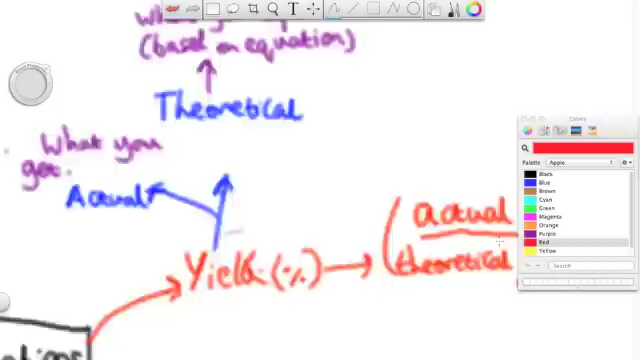 (based on equation)
Theoretical
What you
get.
Actual
Yield (%)
actual
theoretical
Colors
Palette Apple
Black
Blue
Brown
Cyan
Green
Magenta
Orange
Purple
Red
Yellow
Search